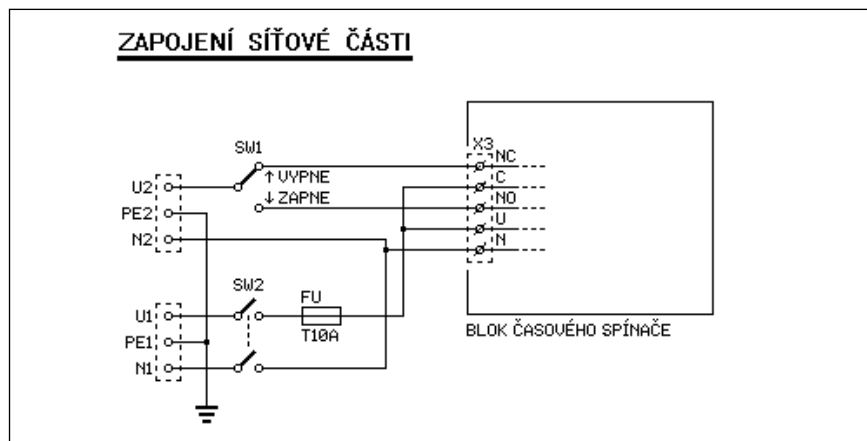 ZAPOJENÍ SÍŤOVÉ ČÁSTI
SW1
X3
NC
↑ VYPNE
C
U2
↓ ZAPNE
NO
PE2
U
N2
N
SW2
FU
U1
T10A
BLOK ČASOVÉHO SPÍNAČE
PE1
N1